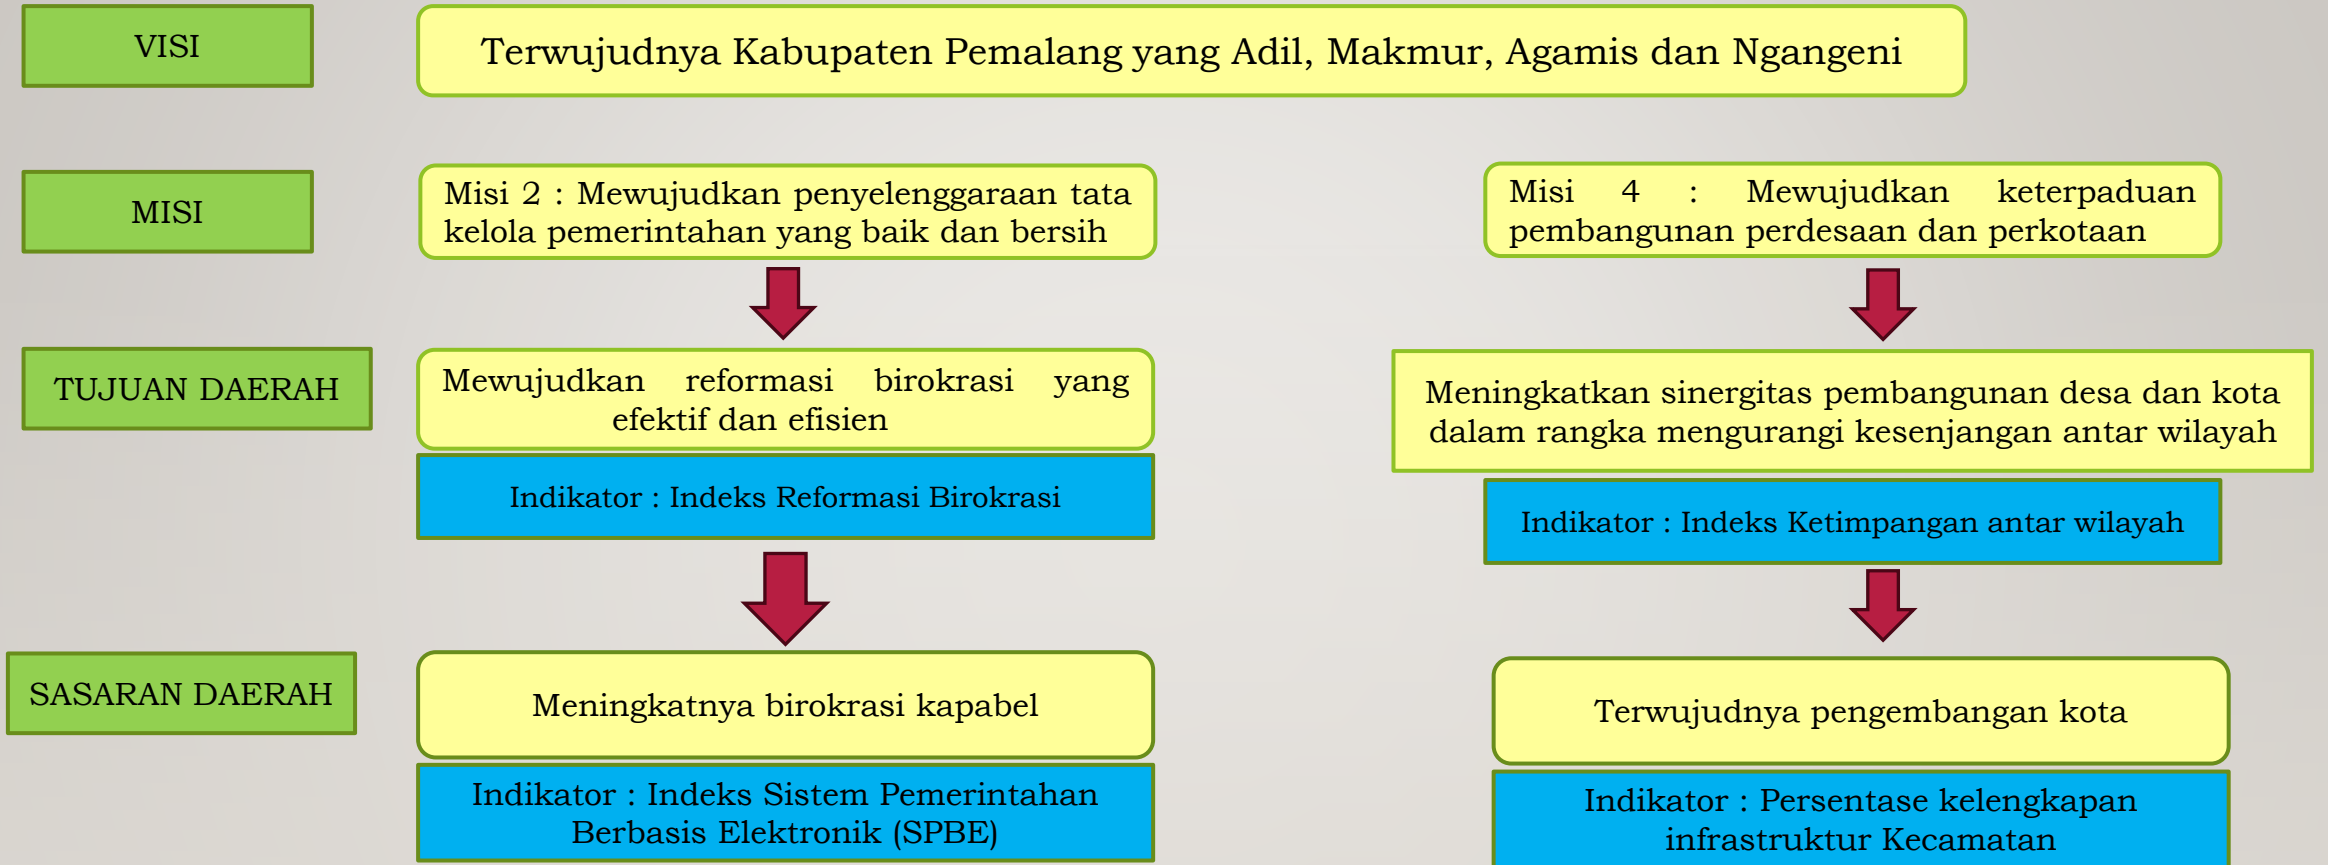 VISI
Terwujudnya Kabupaten Pemalang yang Adil, Makmur, Agamis dan Ngangeni
MISI
Misi 2 : Mewujudkan penyelenggaraan tata
kelola pemerintahan yang baik dan bersih
Misi 4 : Mewujudkan keterpaduan
pembangunan perdesaan dan perkotaan
TUJUAN DAERAH
Mewujudkan reformasi birokrasi yang
efektif dan efisien
Indikator : Indeks Reformasi Birokrasi
Meningkatkan sinergitas pembangunan desa dan kota
dalam rangka mengurangi kesenjangan antar wilayah
Indikator : Indeks Ketimpangan antar wilayah
SASARAN DAERAH
Meningkatnya birokrasi kapabel
Indikator : Indeks Sistem Pemerintahan
Berbasis Elektronik (SPBE)
Terwujudnya pengembangan kota
Indikator : Persentase kelengkapan
infrastruktur Kecamatan